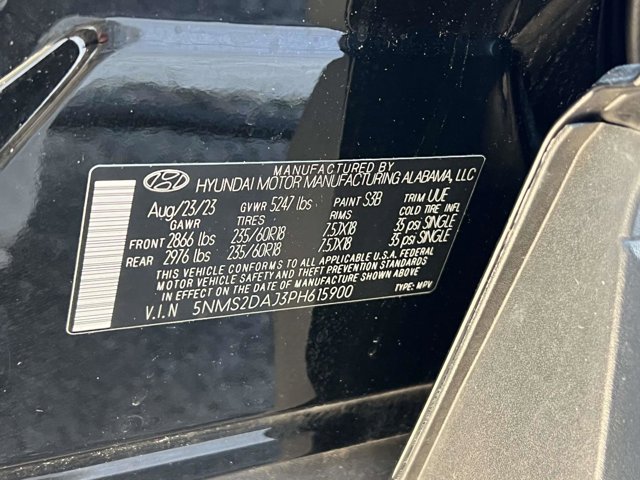 MANUFACTURED BY
HYUNDAI MOTOR MANUFACTURING ALABAMA, LLC
Aug/23/23 GVWR 5247 lbs PAINT S3B TRIM UUE
GAWR TIRES RIMS COLD TIRE INFL
FRONT 2866 lbs 235/60R18 7.5JX18 35 psi SINGLE
REAR 2976 lbs 235/60R18 7.5JX18 35 psi SINGLE
THIS VEHICLE CONFORMS TO ALL APPLICABLE U.S.A. FEDERAL
MOTOR VEHICLE SAFETY AND THEFT PREVENTION STANDARDS
IN EFFECT ON THE DATE OF MANUFACTURE SHOWN ABOVE
V.I.N 5NMS2DAJ3PH615900 TYPE: MPV